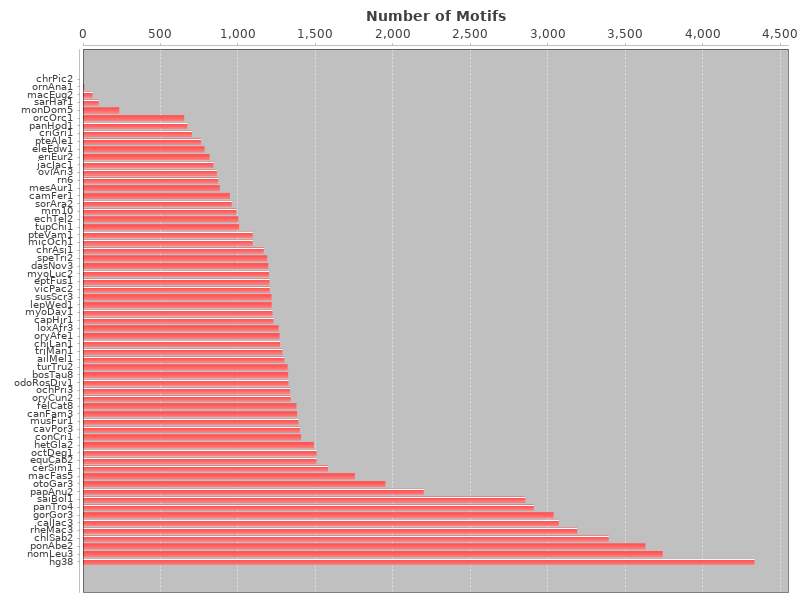 Number of Motifs
0 500 1,000 1,500 2,000 2,500 3,000 3,500 4,000 4,500
chrPic2
ornAna1
macEug2
sarHar1
monDom5
orcOrc1
panHod1
criGri1
pteAle1
eleEdw1
eriEur2
jacJac1
oviAri3
rn6
mesAur1
camFer1
sorAra2
mm10
echTel2
tupChi1
pteVam1
micOch1
chrAsi1
speTri2
dasNov3
myoLuc2
eptFus1
vicPac2
susScr3
lepWed1
myoDav1
capHir1
loxAfr3
oryAfe1
chiLan1
triMan1
ailMel1
turTru2
bosTau8
odoRosDiv1
ochPri3
oryCun2
felCat8
canFam3
musFur1
cavPor3
conCri1
hetGla2
octDeg1
equCab2
cerSim1
macFas5
otoGar3
papAnu2
saiBol1
panTro4
gorGor3
calJac3
rheMac3
chlSab2
ponAbe2
nomLeu3
hg38